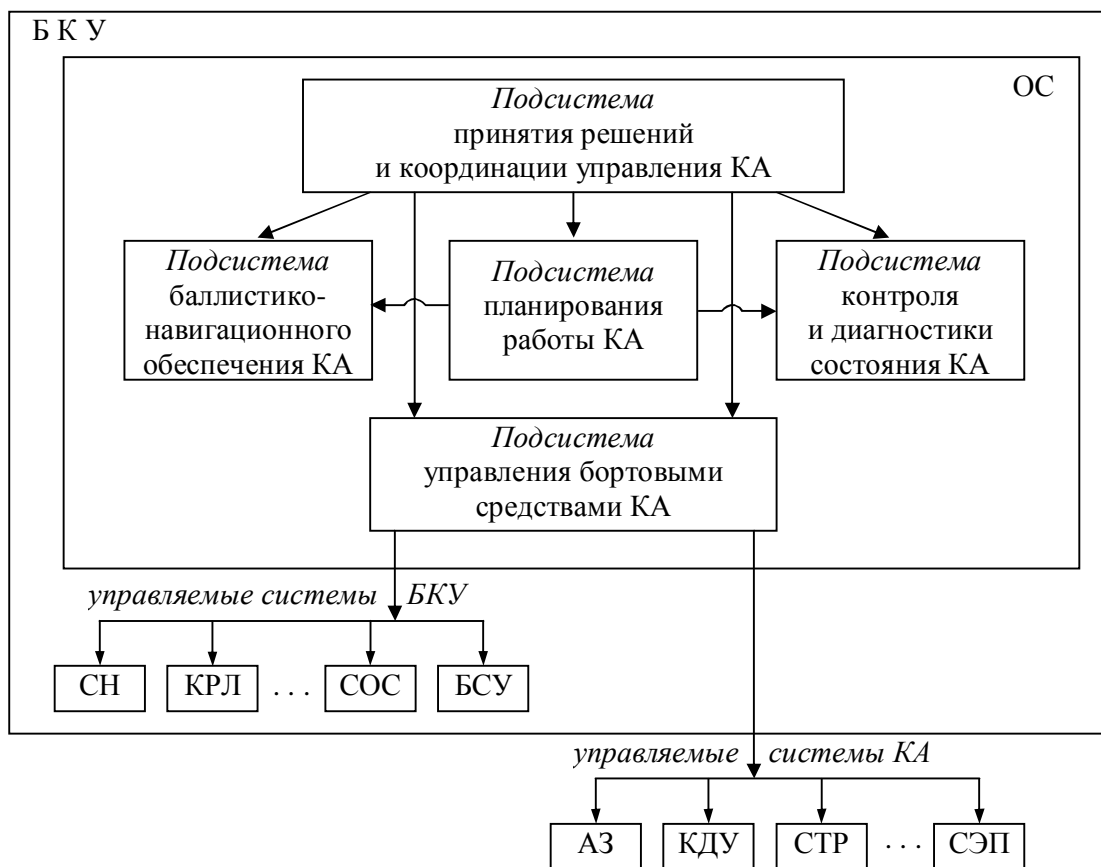 Б К У
ОС
Подсистема
принятия решений
и координации управления КА
Подсистема
баллистико-
навигационного
обеспечения КА
Подсистема
планирования
работы КА
Подсистема
контроля
и диагностики
состояния КА
Подсистема
управления бортовыми
средствами КА
управляемые системы БКУ
СН КРЛ . . . СОС БСУ
управляемые системы КА
АЗ КДУ СТР . . . СЭП